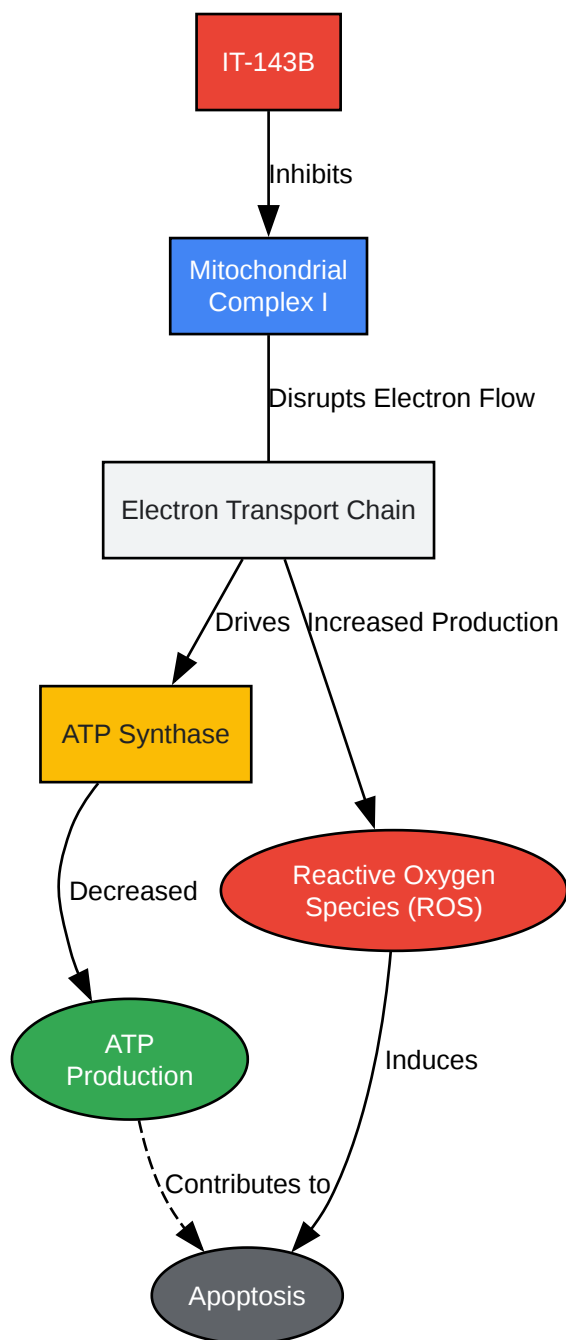 IT-143B
Inhibits
Mitochondrial
Complex I
Disrupts Electron Flow
Electron Transport Chain
Drives
Increased Production
ATP Synthase
Decreased
Reactive Oxygen
Species (ROS)
ATP
Production
Induces
Contributes to
Apoptosis